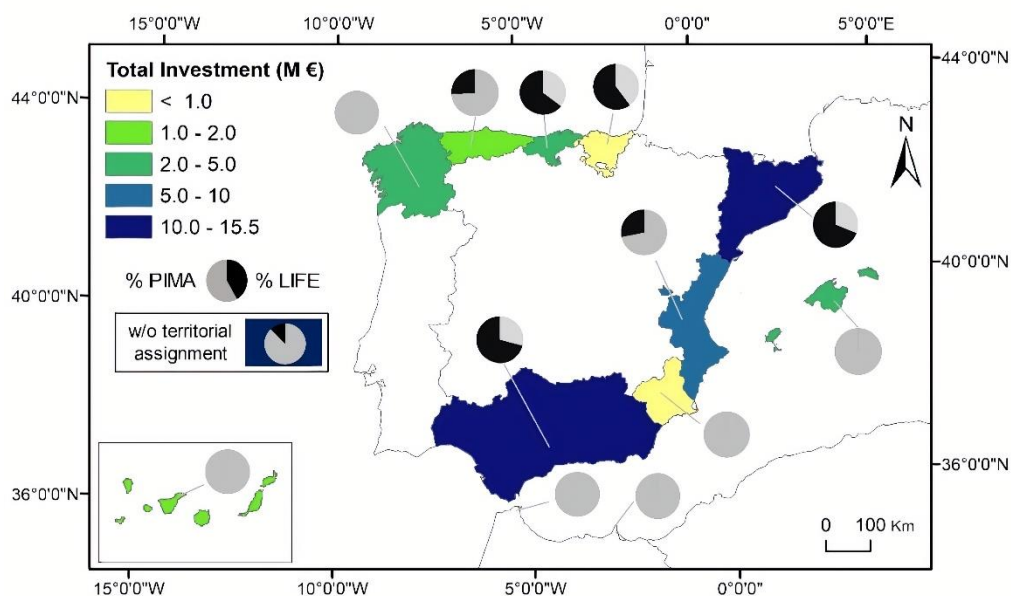 15°0'0"W 10°0'0"W 5°0'0"W 0°0'0" 5°0'0"E
44°0'0"N
44°0'0"N
Total Investment (M €)
< 1.0
1.0 - 2.0
2.0 - 5.0
5.0 - 10
10.0 - 15.5
N
% PIMA % LIFE
40°0'0"N
40°0'0"N
w/o territorial
assignment
36°0'0"N
36°0'0"N
0 100 Km
15°0'0"W 10°0'0"W 5°0'0"W 0°0'0"